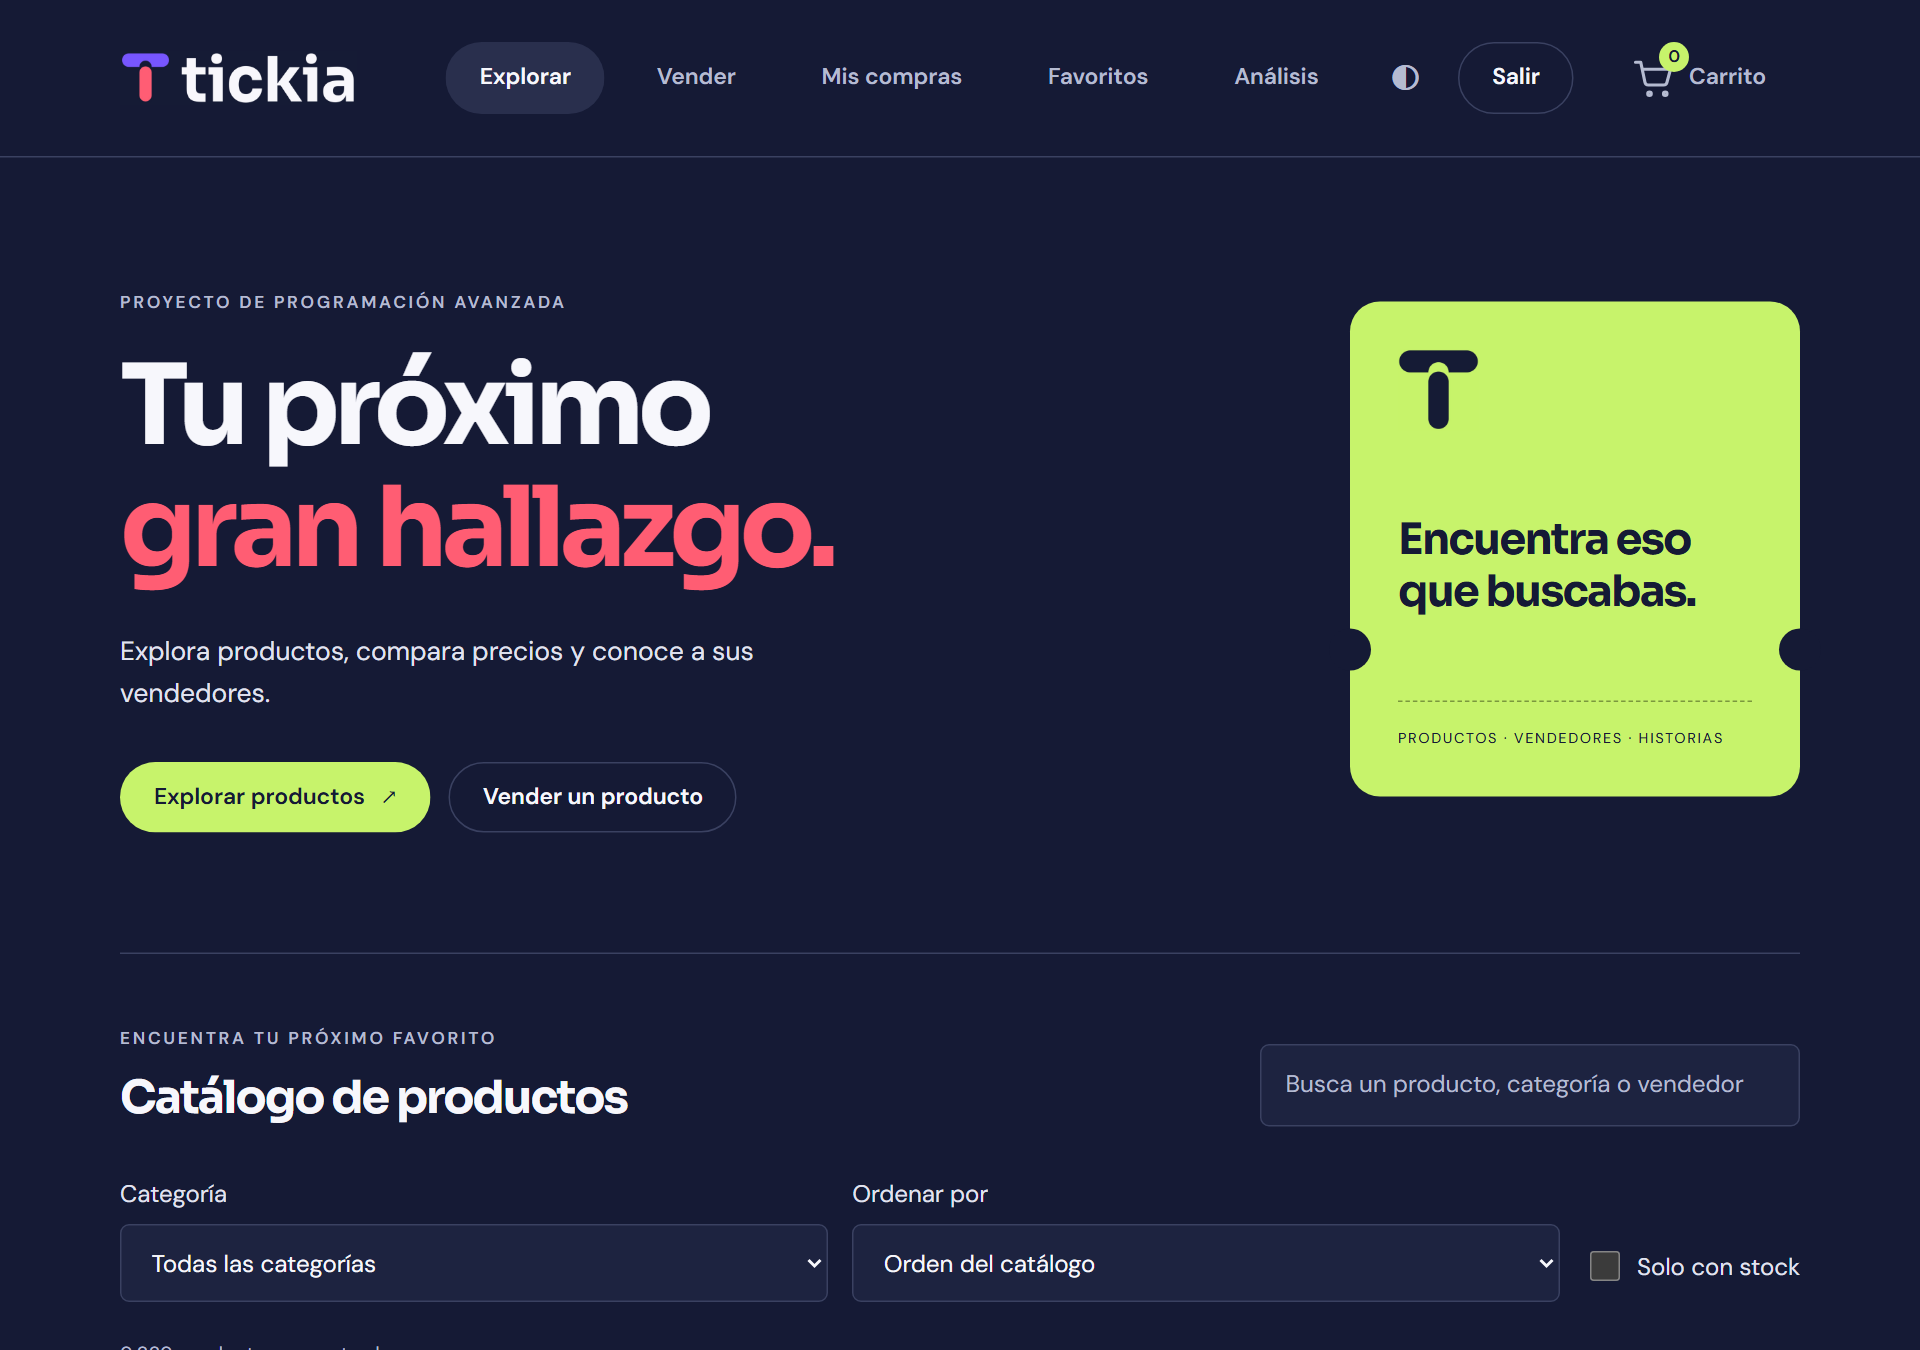 tickia
Explorar
Vender
Mis compras
Favoritos
Análisis
Salir
0
Carrito
PROYECTO DE PROGRAMACIÓN AVANZADA
Tu próximo
gran hallazgo.
Explora productos, compara precios y conoce a sus
vendedores.
Explorar productos ↗
Vender un producto
Encuentra eso
que buscabas.
PRODUCTOS · VENDEDORES · HISTORIAS
ENCUENTRA TU PRÓXIMO FAVORITO
Catálogo de productos
Busca un producto, categoría o vendedor
Categoría
Todas las categorías
Ordenar por
Orden del catálogo
Solo con stock